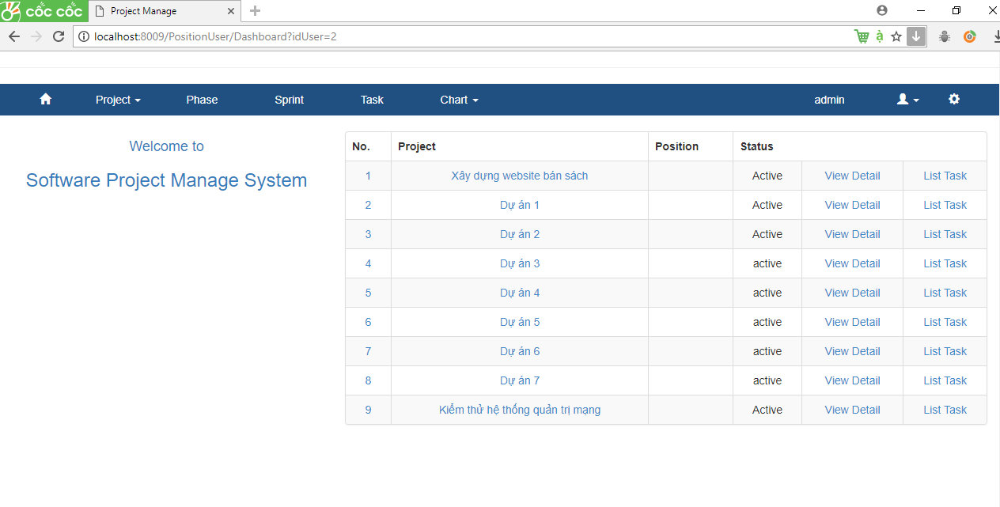 cốc cốc Project Manage
localhost:8009/PositionUser/Dashboard?idUser=2 à
Project Phase Sprint Task Chart admin
Welcome to
Software Project Manage System
No. Project Position Status
1 Xây dựng website bán sách Active View Detail List Task
2 Dự án 1 Active View Detail List Task
3 Dự án 2 Active View Detail List Task
4 Dự án 3 active View Detail List Task
5 Dự án 4 active View Detail List Task
6 Dự án 5 active View Detail List Task
7 Dự án 6 active View Detail List Task
8 Dự án 7 active View Detail List Task
9 Kiểm thử hệ thống quản trị mạng Active View Detail List Task